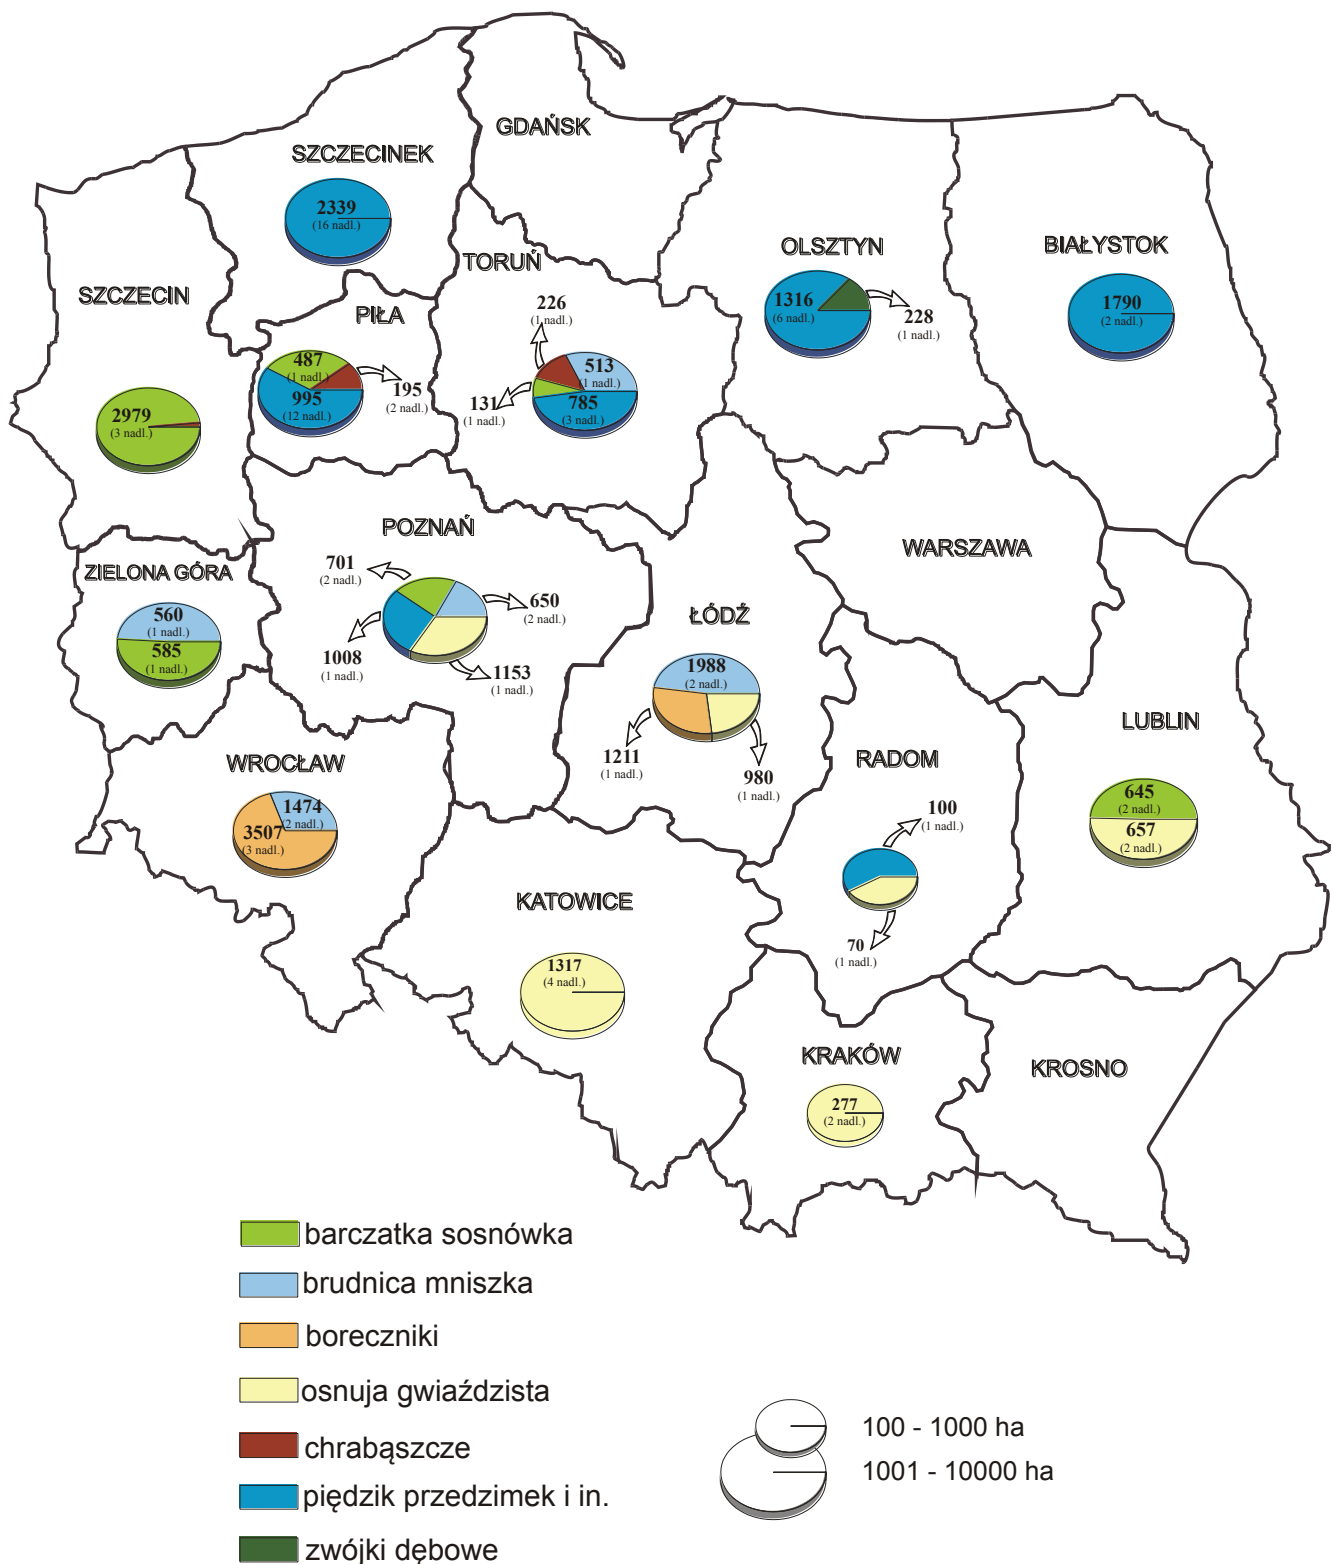 GDAŃSK
SZCZECINEK
2339
(16 nadl.)
OLSZTYN
1316
(6 nadl.)
228
(1 nadl.)
BIAŁYSTOK
1790
(2 nadl.)
TORUŃ
226
(1 nadl.)
513
(1 nadl.)
131
(1 nadl.)
785
(3 nadl.)
SZCZECIN
2979
(3 nadl.)
PIŁA
487
(1 nadl.)
995
(12 nadl.)
195
(2 nadl.)
POZNAŃ
701
(2 nadl.)
650
(2 nadl.)
1008
(1 nadl.)
1153
(1 nadl.)
WARSZAWA
ZIELONA GÓRA
560
(1 nadl.)
585
(1 nadl.)
ŁÓDŹ
1988
(2 nadl.)
1211
(1 nadl.)
980
(1 nadl.)
LUBLIN
645
(2 nadl.)
657
(2 nadl.)
WROCŁAW
1474
(2 nadl.)
3507
(3 nadl.)
RADOM
100
(1 nadl.)
70
(1 nadl.)
KATOWICE
1317
(4 nadl.)
KRAKÓW
277
(2 nadl.)
KROSNO
barczatka sosnówka
brudnica mniszka
boreczniki
osnuja gwiaździsta
chrabąszcze
piędzik przedzimek i in.
zwójki dębowe
100 - 1000 ha
1001 - 10000 ha